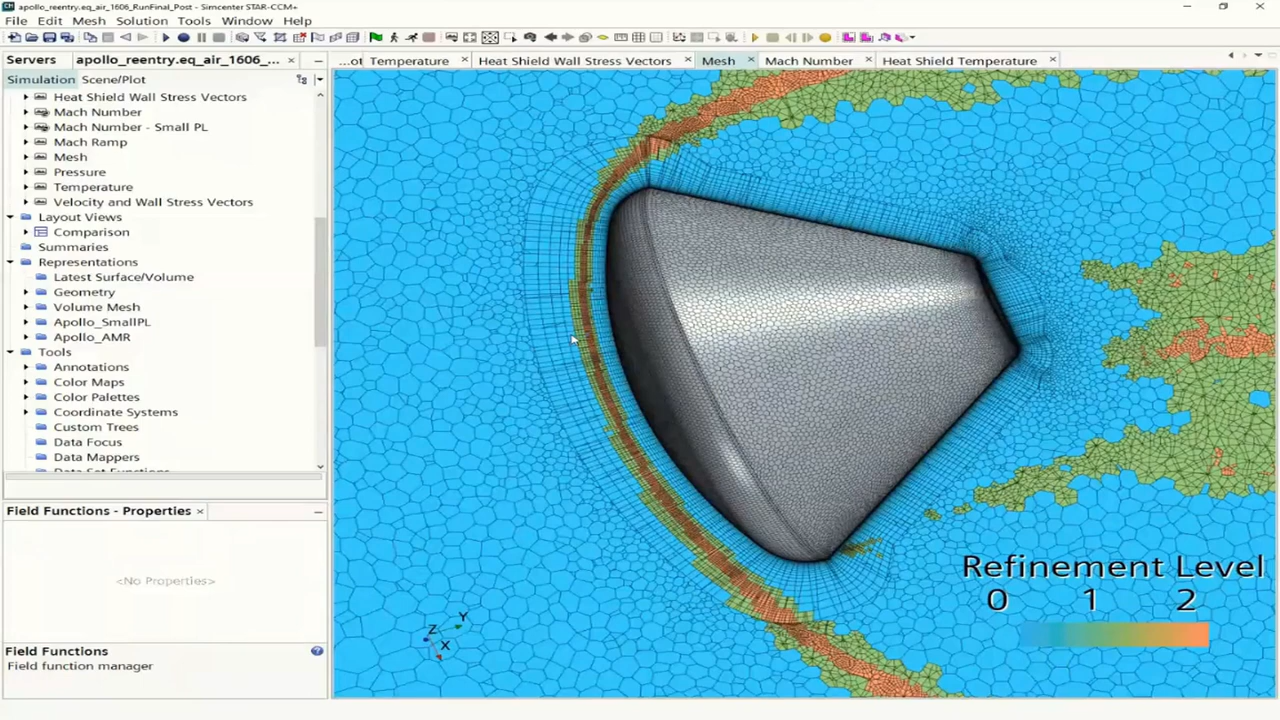 apollo_reentry.eq_air_1606_RunFinal_Post - Simcenter STAR-CCM+
File Edit Mesh Solution Tools Window Help
Servers apollo_reentry.eq_air_1606_... ×
...ot Temperature × Heat Shield Wall Stress Vectors × Mesh × Mach Number × Heat Shield Temperature ×
Simulation Scene/Plot
Heat Shield Wall Stress Vectors
Mach Number
Mach Number - Small PL
Mach Ramp
Mesh
Pressure
Temperature
Velocity and Wall Stress Vectors
Layout Views
Comparison
Summaries
Representations
Latest Surface/Volume
Geometry
Volume Mesh
Apollo_SmallPL
Apollo_AMR
Tools
Annotations
Color Maps
Color Palettes
Coordinate Systems
Custom Trees
Data Focus
Data Mappers
Data Set Functions
Field Functions - Properties ×
<No Properties>
Field Functions
Field function manager
Z Y
X
Refinement Level
0 1 2